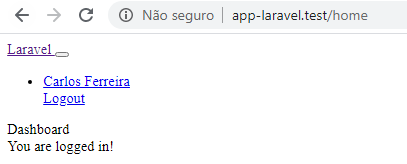 Não seguro | app-laravel.test/home
Laravel
Carlos Ferreira
Logout
Dashboard
You are logged in!